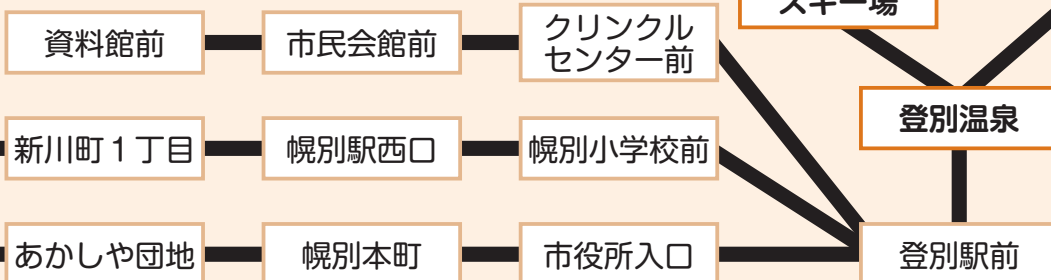 スキー場
資料館前
市民会館前
クリンクル
センター前
登別温泉
新川町1丁目
幌別駅西口
幌別小学校前
あかしや団地
幌別本町
市役所入口
登別駅前